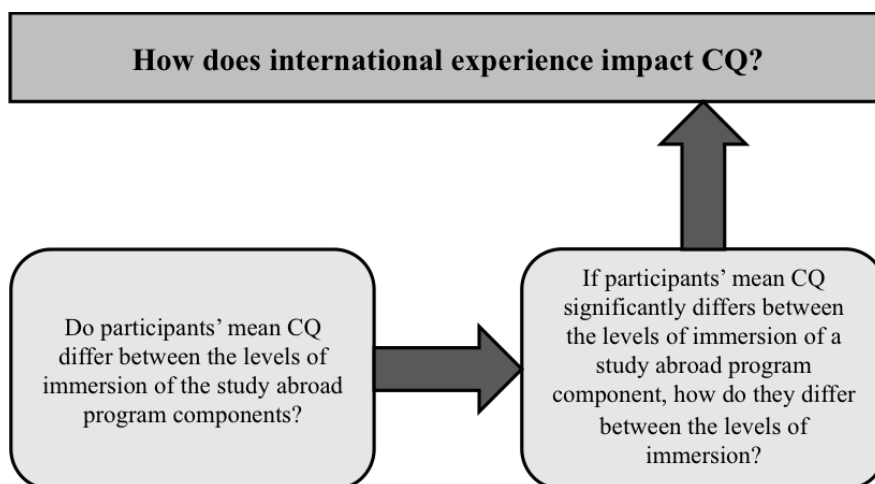 How does international experience impact CQ?
Do participants’ mean CQ
differ between the levels of
immersion of the study abroad
program components?
If participants’ mean CQ
significantly differs between
the levels of immersion of a
study abroad program
component, how do they differ
between the levels of
immersion?